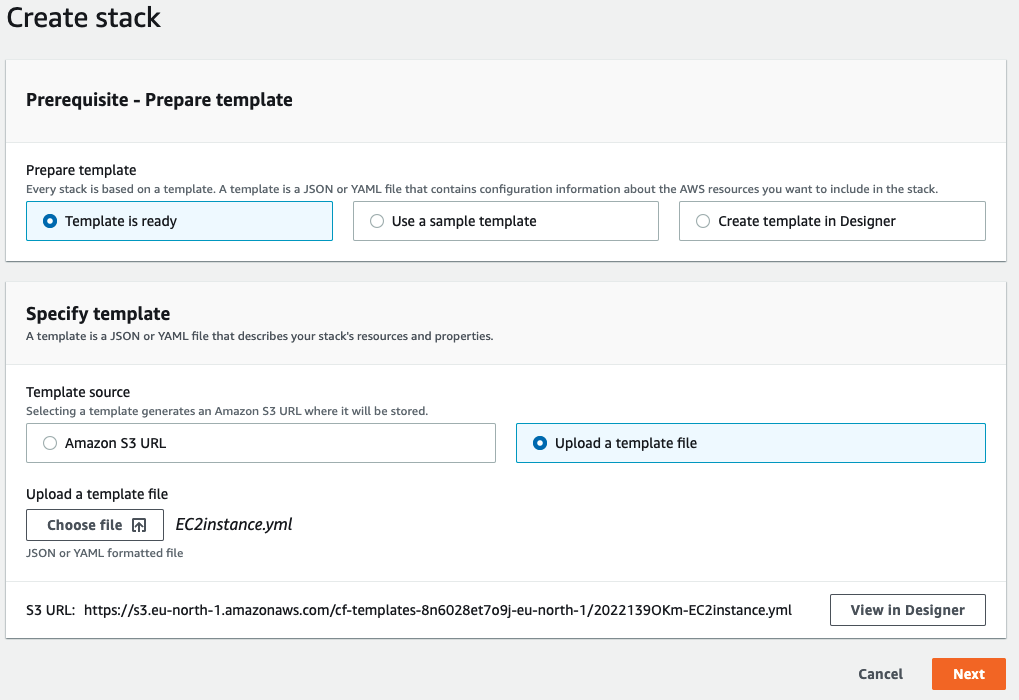 Create stack
Prerequisite - Prepare template
Prepare template
Every stack is based on a template. A template is a JSON or YAML file that contains configuration information about the AWS resources you want to include in the stack.
Template is ready
Use a sample template
Create template in Designer
Specify template
A template is a JSON or YAML file that describes your stack's resources and properties.
Template source
Selecting a template generates an Amazon S3 URL where it will be stored.
Amazon S3 URL
Upload a template file
Upload a template file
Choose file
EC2instance.yml
JSON or YAML formatted file
S3 URL: https://s3.eu-north-1.amazonaws.com/cf-templates-8n6028et7o9j-eu-north-1/2022139OKm-EC2instance.yml
View in Designer
Cancel
Next